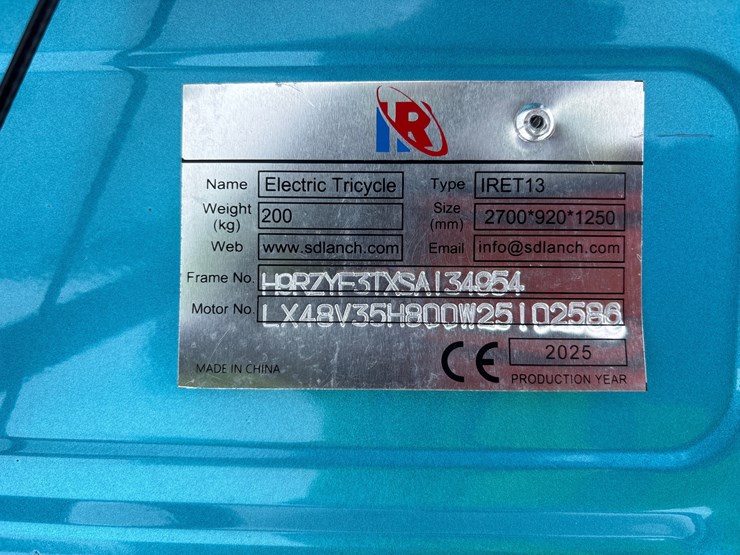 R
Name Electric Tricycle Type IRET13
Weight (kg) 200 Size (mm) 2700*920*1250
Web www.sdlanch.com Email info@sdlanch.com
Frame No. H9RZYF3TXSA134954
Motor No. LX48V35H800W25102586
MADE IN CHINA CE 2025
PRODUCTION YEAR